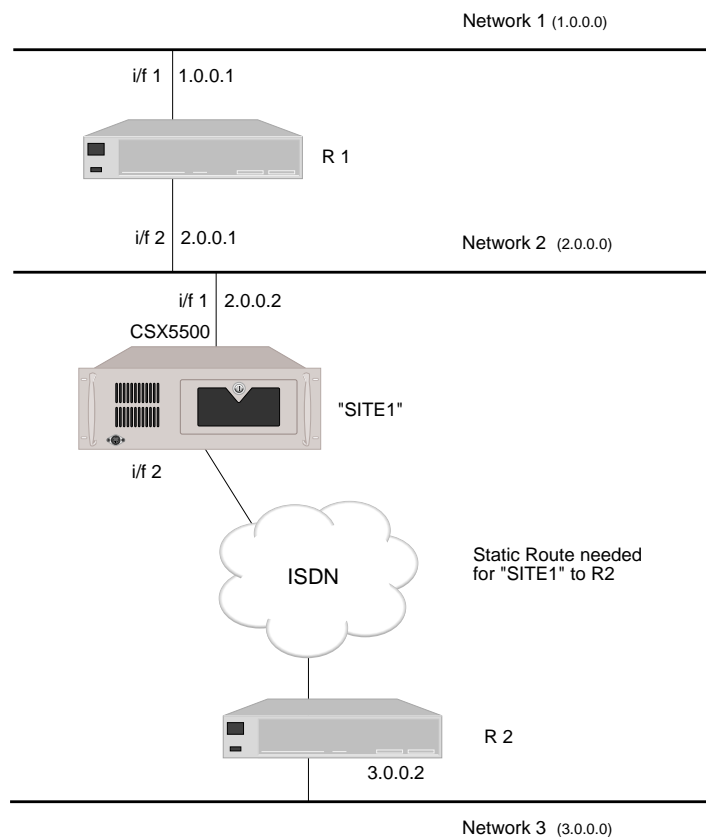 Network 1 (1.0.0.0)
i/f 1 1.0.0.1
R 1
i/f 2 2.0.0.1
Network 2 (2.0.0.0)
i/f 1 2.0.0.2
CSX5500
"SITE1"
i/f 2
ISDN
Static Route needed
for "SITE1" to R2
R 2
3.0.0.2
Network 3 (3.0.0.0)